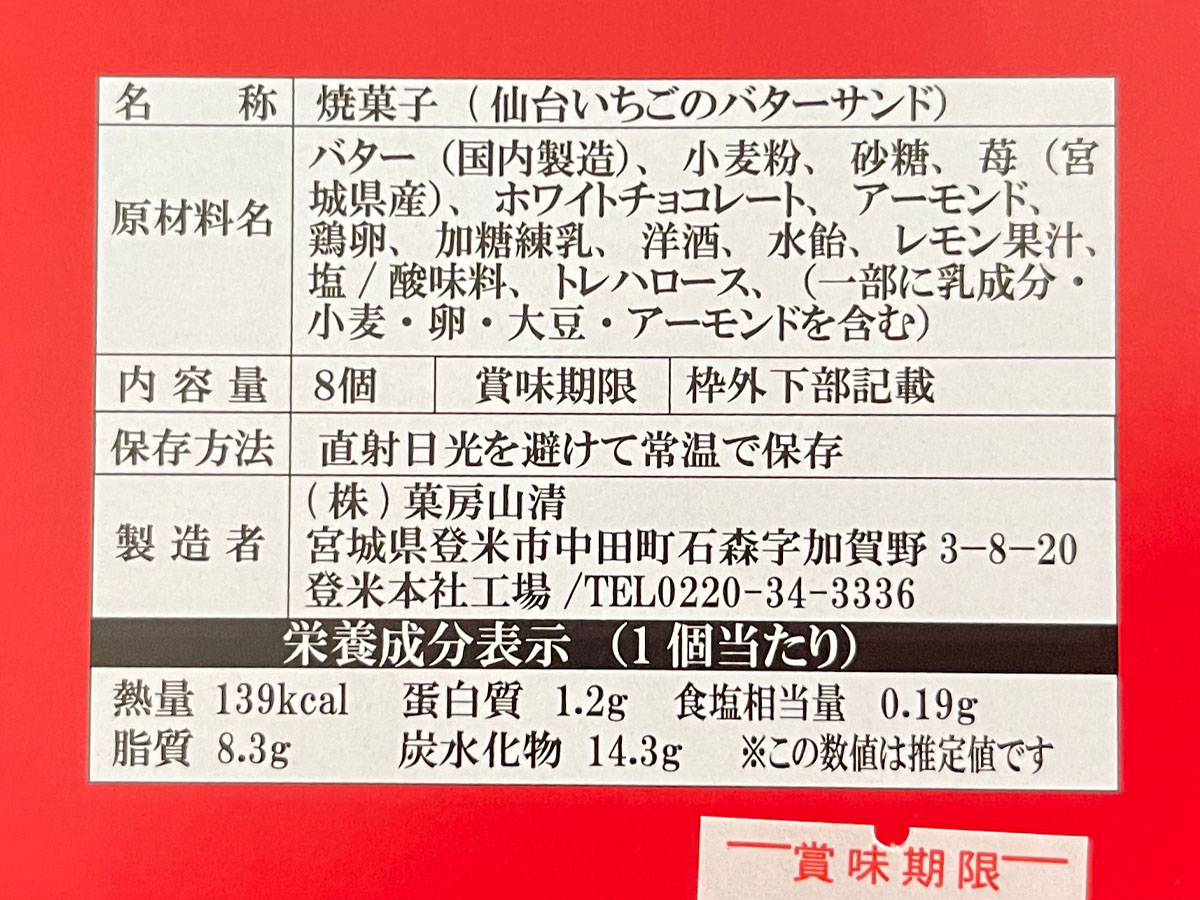 名称 焼菓子 (仙台いちごのバターサンド)
原材料名
バター (国内製造)、小麦粉、砂糖、苺 (宮
城県産)、ホワイトチョコレート、アーモンド、
鶏卵、加糖練乳、洋酒、水飴、レモン果汁、
塩/酸味料、トレハロース、(一部に乳成分・
小麦・卵・大豆・アーモンドを含む)
内容量 8個 賞味期限 枠外下部記載
保存方法 直射日光を避けて常温で保存
製造者
(株)菓房山清
宮城県登米市中田町石森字加賀野3-8-20
登米本社工場/TEL0220-34-3336
栄養成分表示 (1個当たり)
熱量 139kcal 蛋白質 1.2g 食塩相当量 0.19g
脂質 8.3g 炭水化物 14.3g ※この数値は推定値です
賞味期限